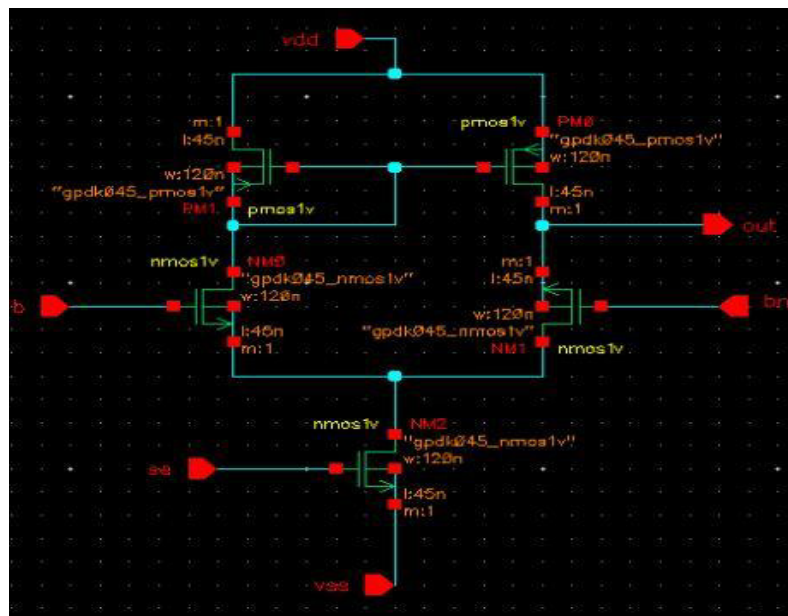 vdd
m:1
l:45n
w:120n
"gpdk045_pmos1v"
PM1
pmos1v
pmos1v
PM0
"gpdk045_pmos1v"
w:120n
l:45n
m:1
out
nmos1v
NM0
"gpdk045_nmos1v"
w:120n
l:45n
m:1
m:1
l:45n
w:120n
"gpdk045_nmos1v"
NM1
nmos1v
nmos1v
NM2
"gpdk045_nmos1v"
w:120n
l:45n
m:1
se
vss